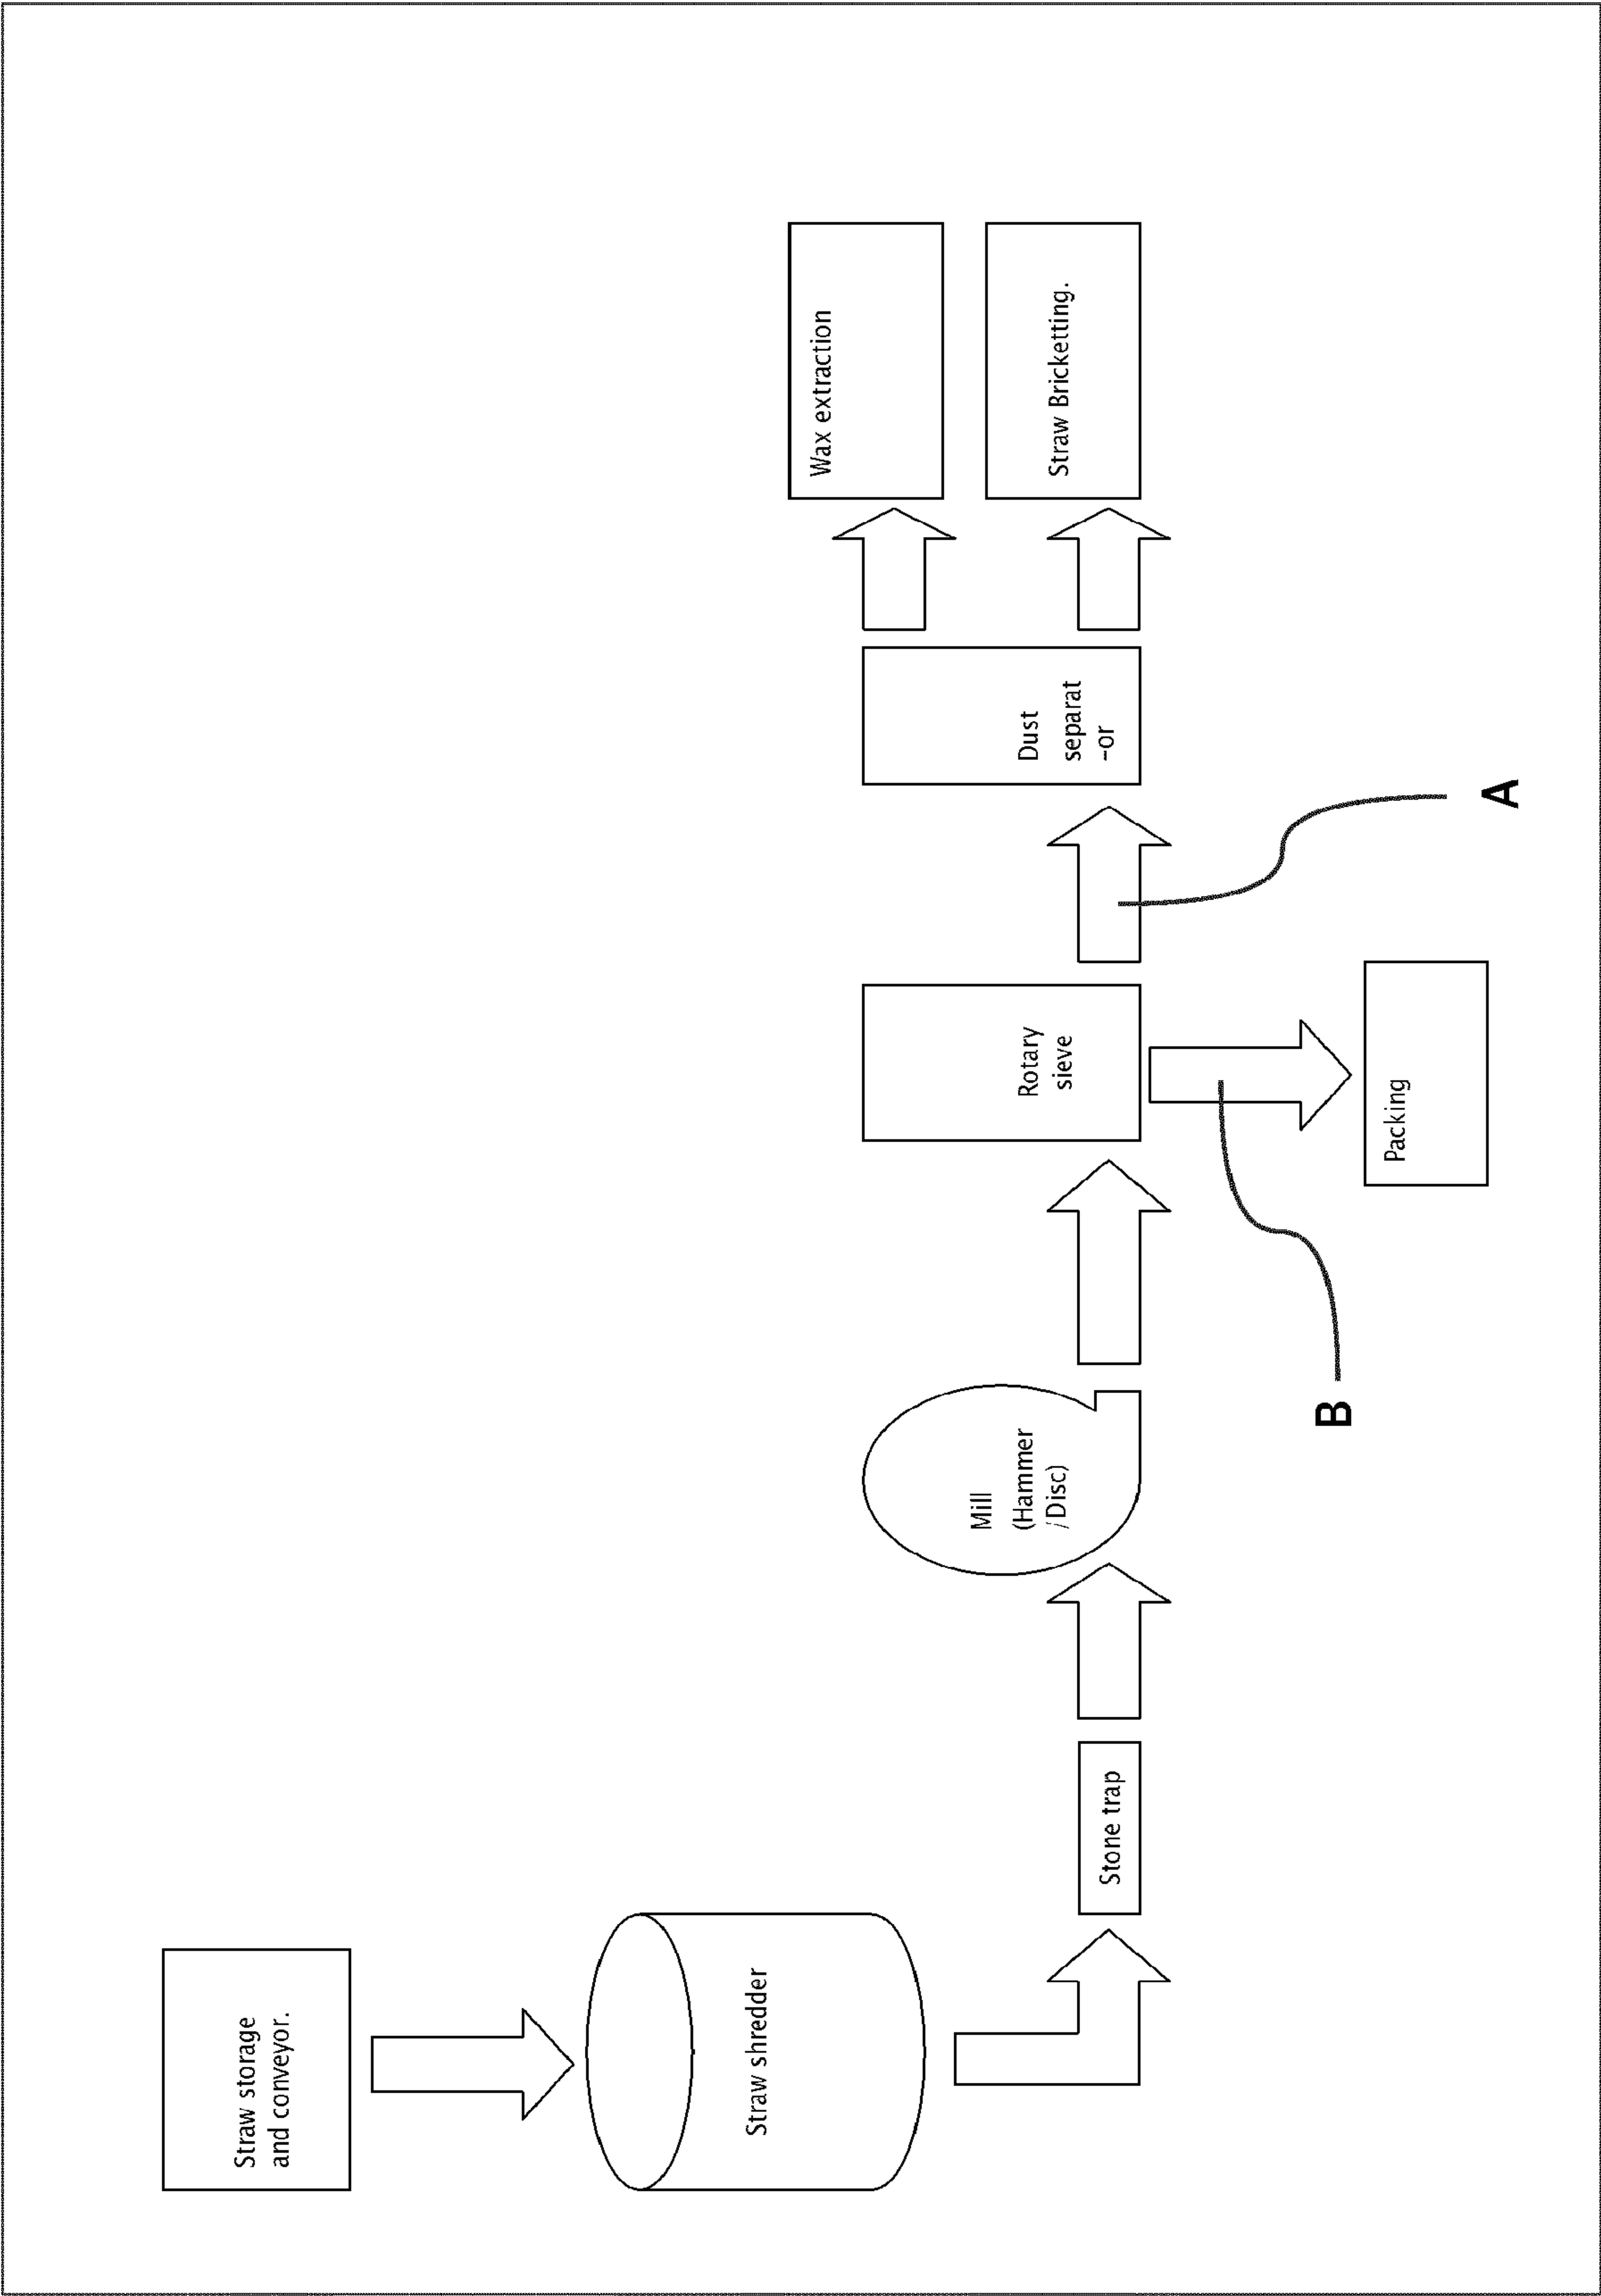 Straw storage
and conveyor.
Straw shredder
Stone trap
Mill
(Hammer
/Disc)
Rotary
sieve
Packing
Dust
separat
-or
Wax extraction
Straw Bricketting.
A
B